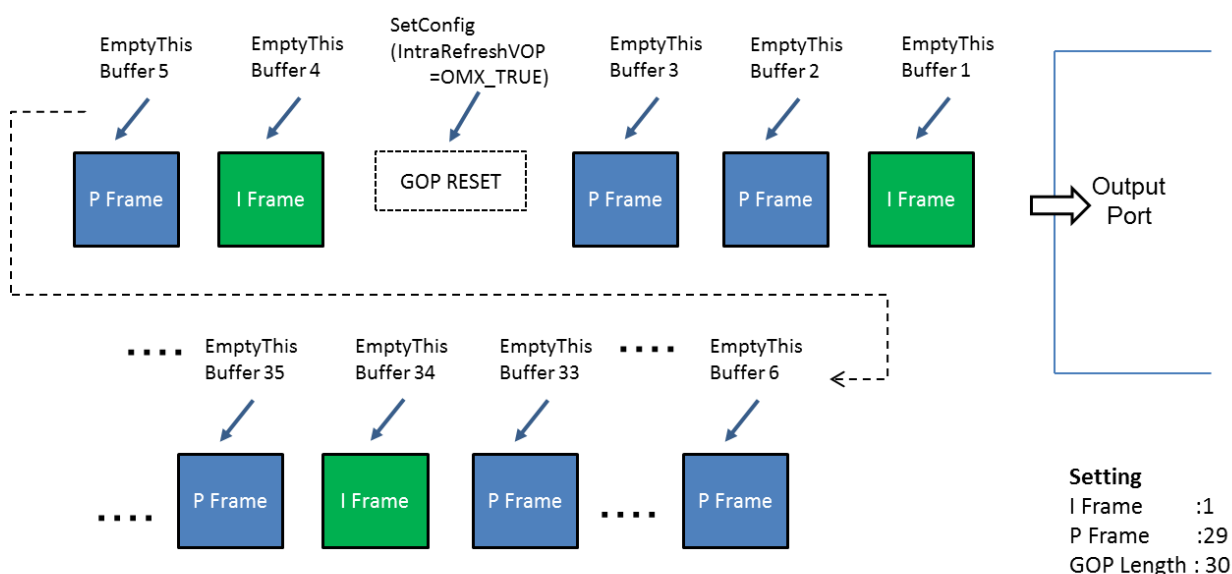 SetConfig
(IntraRefreshVOP
=OMX_TRUE)
EmptyThis
Buffer 5
EmptyThis
Buffer 4
EmptyThis
Buffer 3
EmptyThis
Buffer 2
EmptyThis
Buffer 1
P Frame
I Frame
GOP RESET
P Frame
P Frame
I Frame
Output
Port
....
EmptyThis
Buffer 35
EmptyThis
Buffer 34
EmptyThis
Buffer 33
....
EmptyThis
Buffer 6
....
P Frame
I Frame
P Frame
....
P Frame
Setting
I Frame :1
P Frame :29
GOP Length : 30